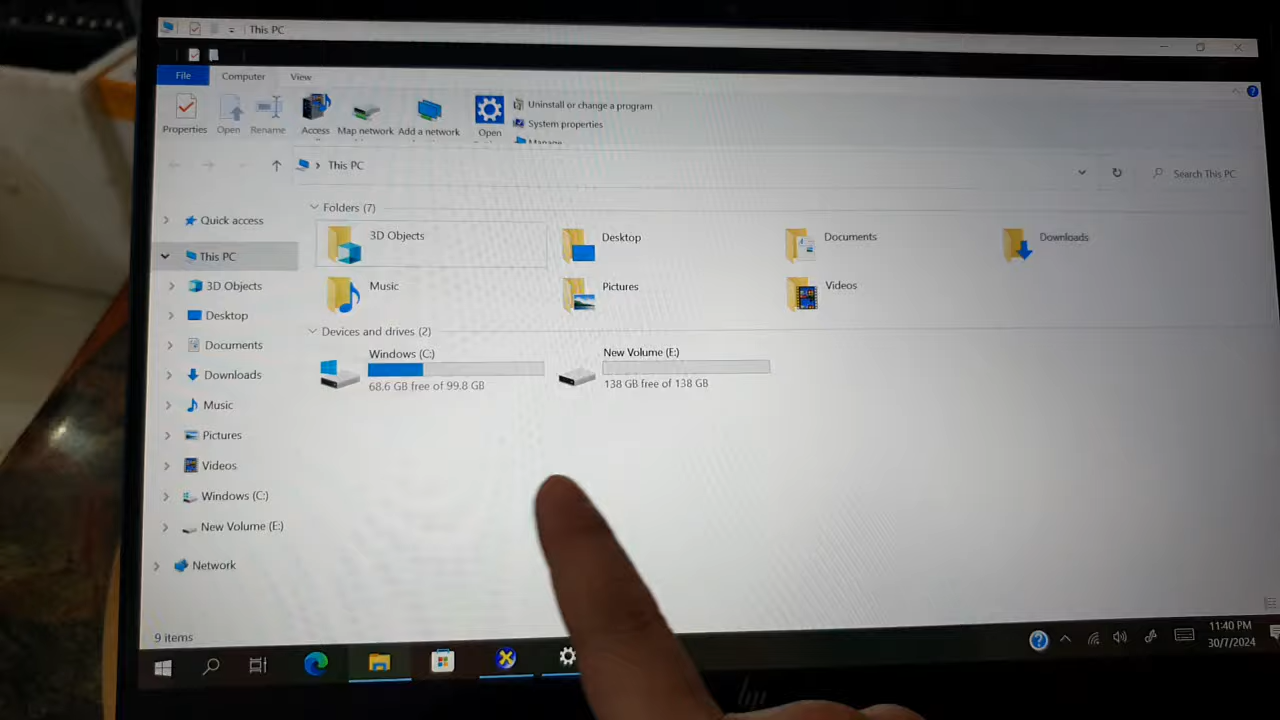 This PC
File Computer View
Properties Open Rename Access Map network Add a network Open
Uninstall or change a program
System properties
Manage
This PC
Search This PC
Quick access
This PC
3D Objects
Desktop
Documents
Downloads
Music
Pictures
Videos
Windows (C:)
New Volume (E:)
Network
Folders (7)
3D Objects
Desktop
Documents
Downloads
Music
Pictures
Videos
Devices and drives (2)
Windows (C:)
68.6 GB free of 99.8 GB
New Volume (E:)
138 GB free of 138 GB
9 items
11:40 PM
30/7/2024
hp